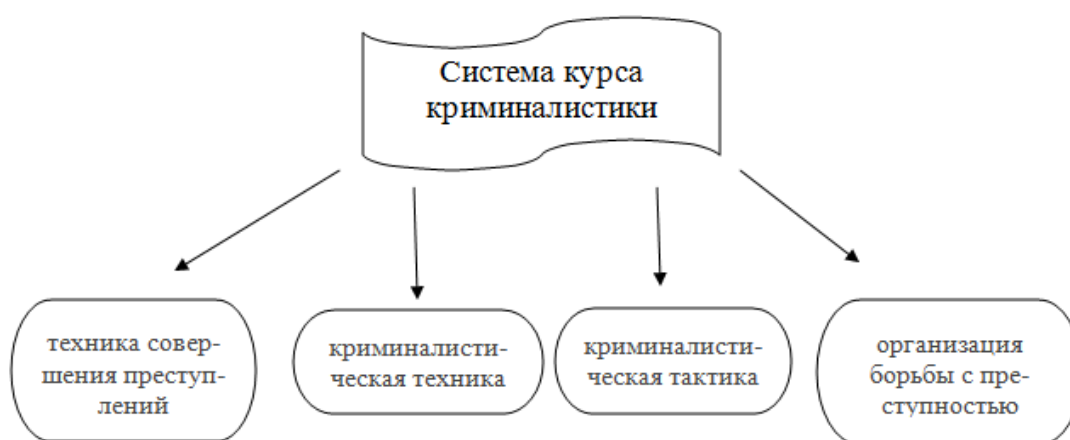 Система курса
криминалистики
техника совер-
шения преступ-
лений
криминалисти-
ческая техника
криминалисти-
ческая тактика
организация
борьбы с пре-
ступностью